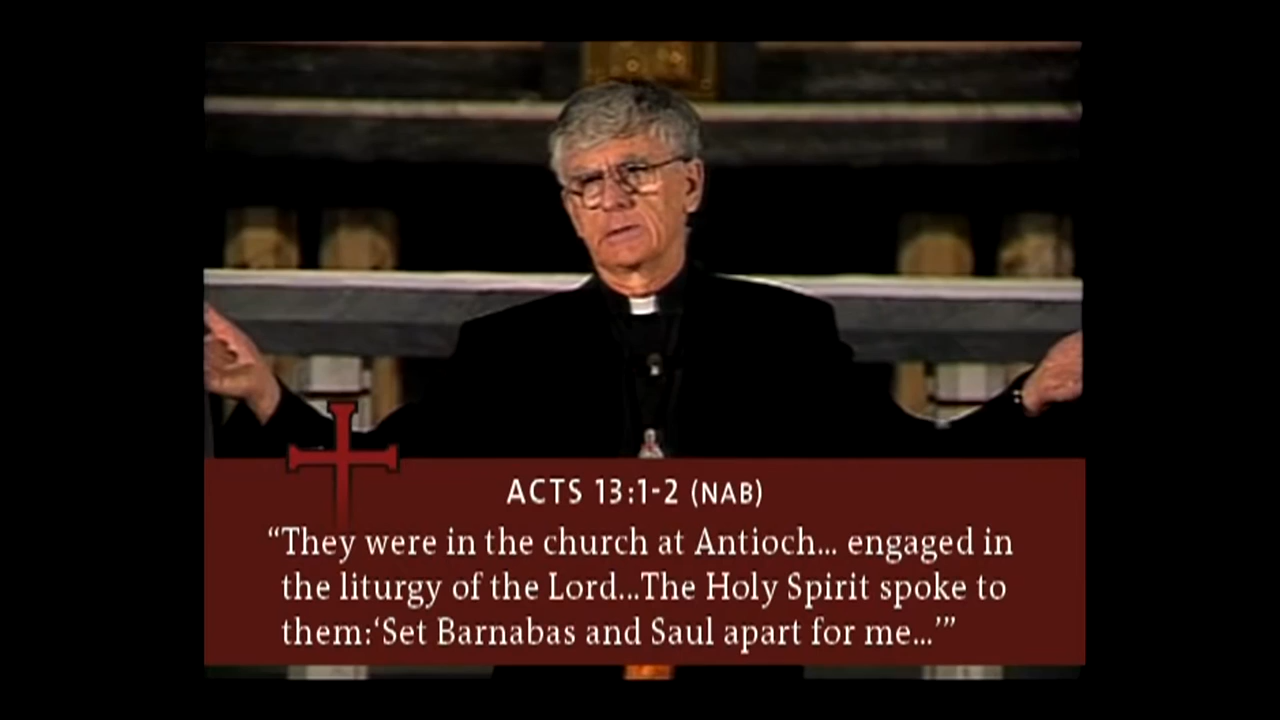 ACTS 13:1-2 (NAB)
“They were in the church at Antioch... engaged in
the liturgy of the Lord...The Holy Spirit spoke to
them:‘Set Barnabas and Saul apart for me...’”